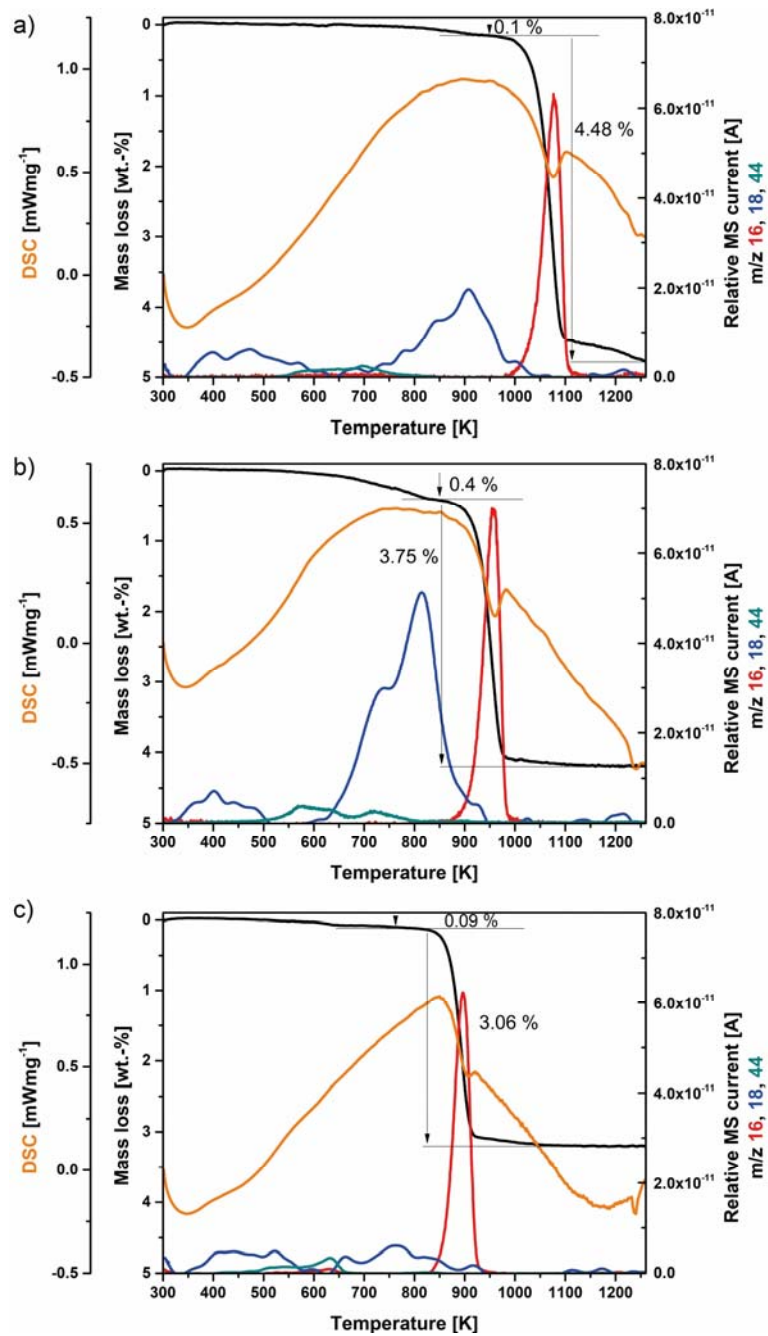 a)
0.1 %
4.48 %
DSC [mWmg⁻¹]
1.0
0.5
0.0
-0.5
Mass loss [wt.-%]
0
1
2
3
4
5
8.0x10⁻¹¹
6.0x10⁻¹¹
4.0x10⁻¹¹
2.0x10⁻¹¹
0.0
Relative MS current [A]
m/z 16, 18, 44
300 400 500 600 700 800 900 1000 1100 1200
Temperature [K]
b)
0.4 %
3.75 %
DSC [mWmg⁻¹]
0.5
0.0
-0.5
Mass loss [wt.-%]
0
1
2
3
4
5
8.0x10⁻¹¹
6.0x10⁻¹¹
4.0x10⁻¹¹
2.0x10⁻¹¹
0.0
Relative MS current [A]
m/z 16, 18, 44
300 400 500 600 700 800 900 1000 1100 1200
Temperature [K]
c)
0.09 %
3.06 %
DSC [mWmg⁻¹]
1.0
0.5
0.0
-0.5
Mass loss [wt.-%]
0
1
2
3
4
5
8.0x10⁻¹¹
6.0x10⁻¹¹
4.0x10⁻¹¹
2.0x10⁻¹¹
0.0
Relative MS current [A]
m/z 16, 18, 44
300 400 500 600 700 800 900 1000 1100 1200
Temperature [K]